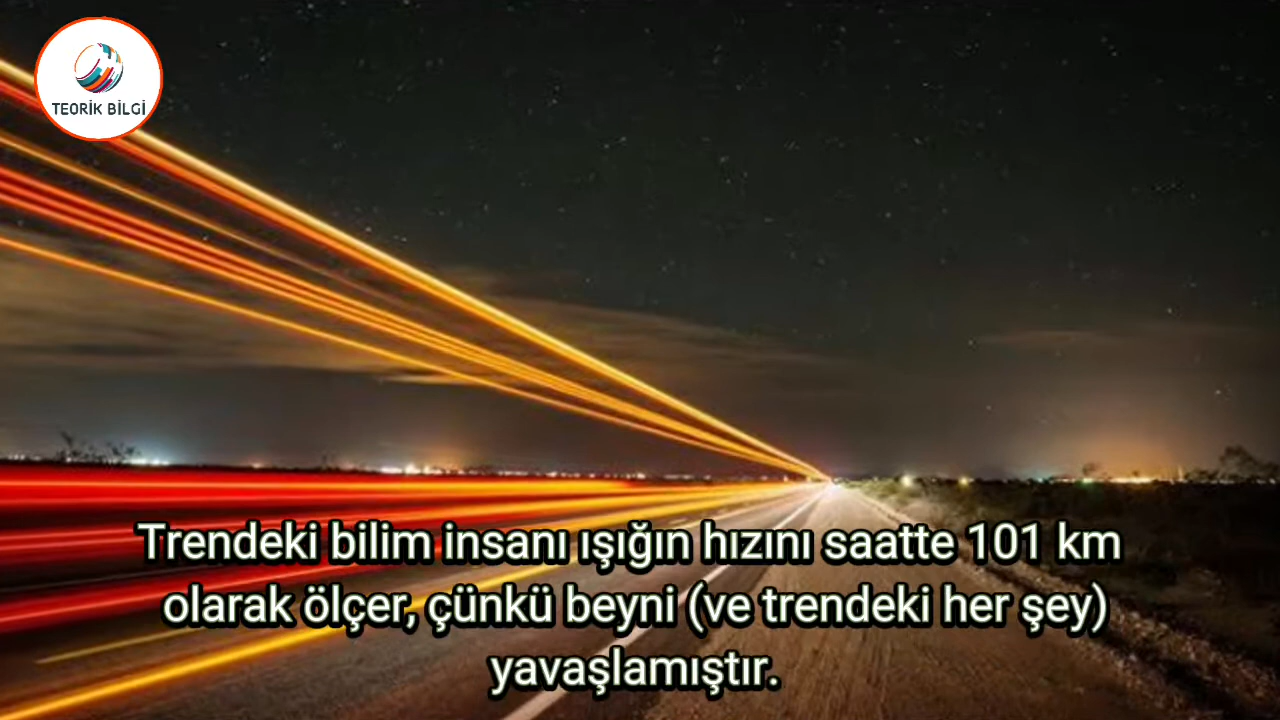 TEORİK BİLGİ
Trendeki bilim insanı ışığın hızını saatte 101 km
olarak ölçer, çünkü beyni (ve trendeki her şey)
yavaşlamıştır.